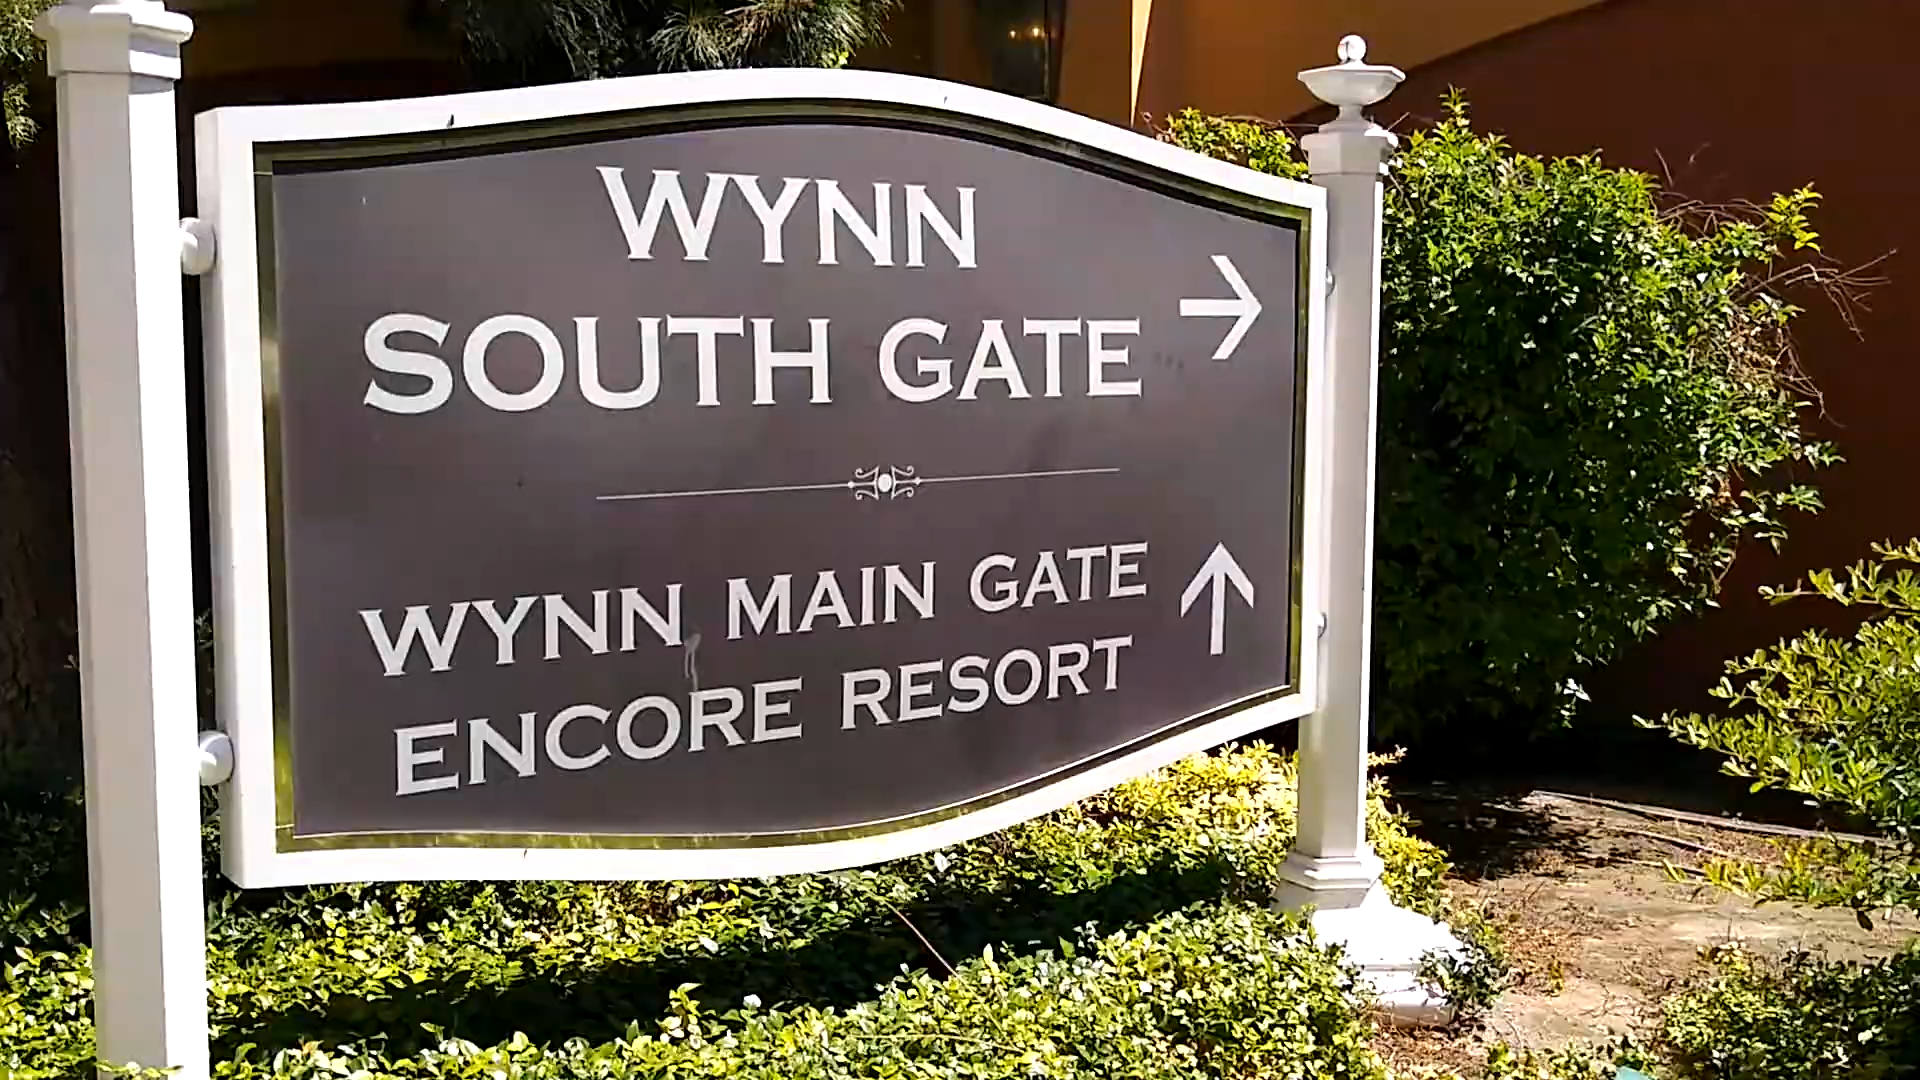 WYNN
SOUTH GATE →
WYNN MAIN GATE ↑
ENCORE RESORT